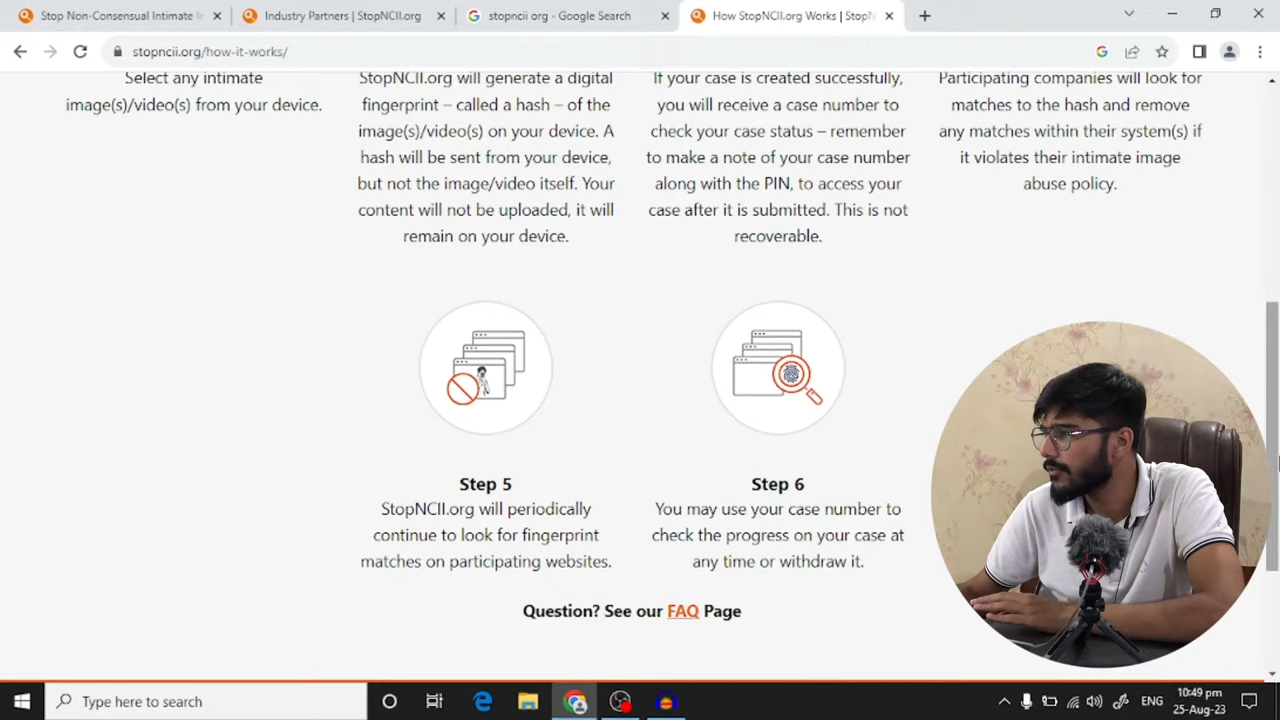 Stop Non-Consensual Intimate In
Industry Partners | StopNCII.org
stopncii org - Google Search
How StopNCII.org Works | StopN
stopncii.org/how-it-works/
Select any intimate
image(s)/video(s) from your device.
StopNCII.org will generate a digital
fingerprint – called a hash – of the
image(s)/video(s) on your device. A
hash will be sent from your device,
but not the image/video itself. Your
content will not be uploaded, it will
remain on your device.
If your case is created successfully,
you will receive a case number to
check your case status – remember
to make a note of your case number
along with the PIN, to access your
case after it is submitted. This is not
recoverable.
Participating companies will look for
matches to the hash and remove
any matches within their system(s) if
it violates their intimate image
abuse policy.
Step 5
StopNCII.org will periodically
continue to look for fingerprint
matches on participating websites.
Step 6
You may use your case number to
check the progress on your case at
any time or withdraw it.
Question? See our FAQ Page
Type here to search
ENG
10:49 pm
25-Aug-23